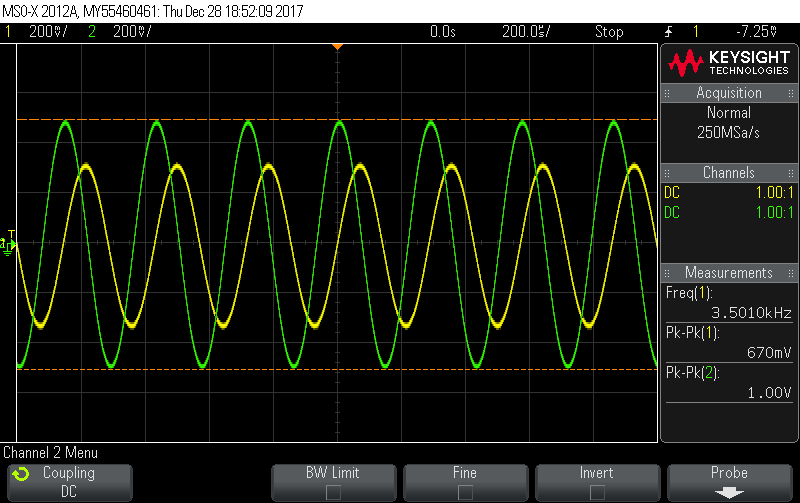 MSO-X 2012A, MY55460461: Thu Dec 28 18:52:09 2017
1 200mV/ 2 200mV/ 0.0s 200.0us/ Stop 1 -7.25mV
KEYSIGHT
TECHNOLOGIES
Acquisition
Normal
250MSa/s
Channels
DC 1.00:1
DC 1.00:1
Measurements
Freq(1):
3.5010kHz
Pk-Pk(1):
670mV
Pk-Pk(2):
1.00V
T
Channel 2 Menu
Coupling
DC
BW Limit
Fine
Invert
Probe